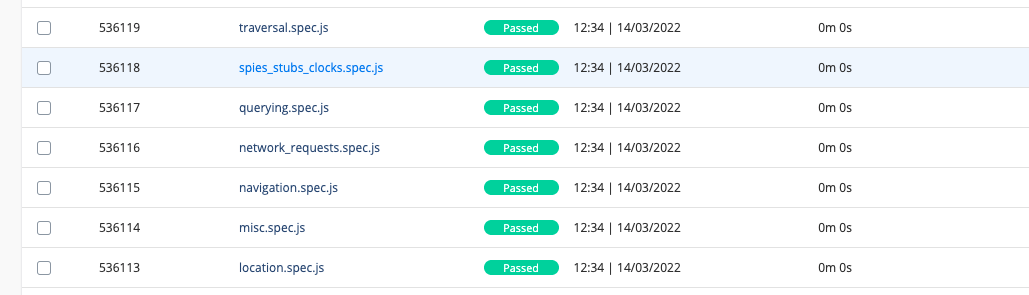 536119 traversal.spec.js Passed 12:34 | 14/03/2022 0m 0s
536118 spies_stubs_clocks.spec.js Passed 12:34 | 14/03/2022 0m 0s
536117 querying.spec.js Passed 12:34 | 14/03/2022 0m 0s
536116 network_requests.spec.js Passed 12:34 | 14/03/2022 0m 0s
536115 navigation.spec.js Passed 12:34 | 14/03/2022 0m 0s
536114 misc.spec.js Passed 12:34 | 14/03/2022 0m 0s
536113 location.spec.js Passed 12:34 | 14/03/2022 0m 0s